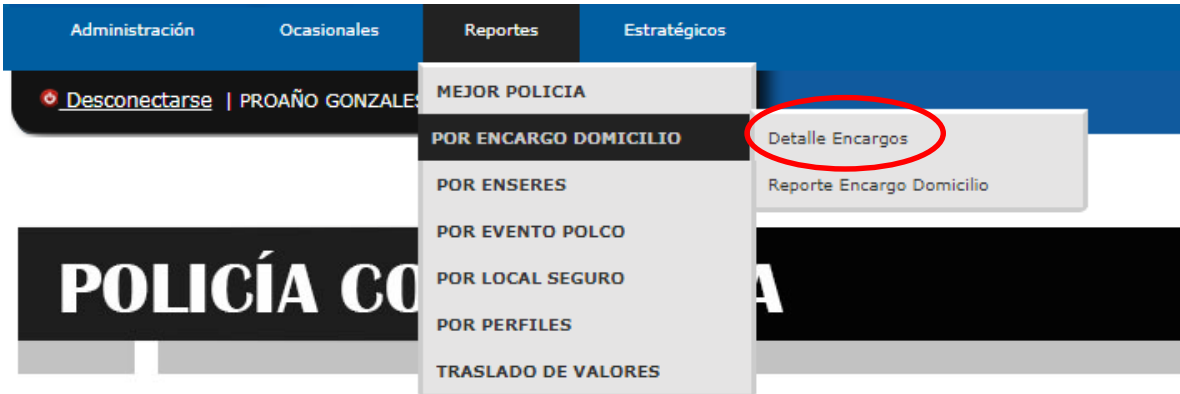 Administración Ocasionales Reportes Estratégicos
Desconectarse | PROAÑO GONZALES
MEJOR POLICIA
POR ENCARGO DOMICILIO
Detalle Encargos
POR ENSERES
Reporte Encargo Domicilio
POR EVENTO POLCO
POLICÍA CO A
POR LOCAL SEGURO
POR PERFILES
TRASLADO DE VALORES